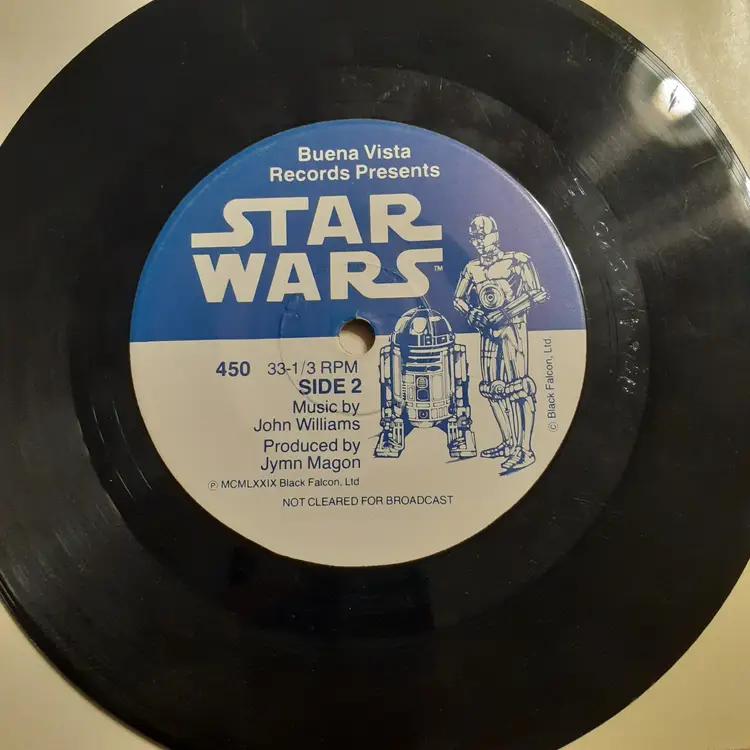 Buena Vista
Records Presents
STAR
WARS™
450 33-1/3 RPM
SIDE 2
Music by
John Williams
Produced by
Jymn Magon
Ⓟ MCMLXXIX Black Falcon, Ltd
NOT CLEARED FOR BROADCAST
© Black Falcon, Ltd.